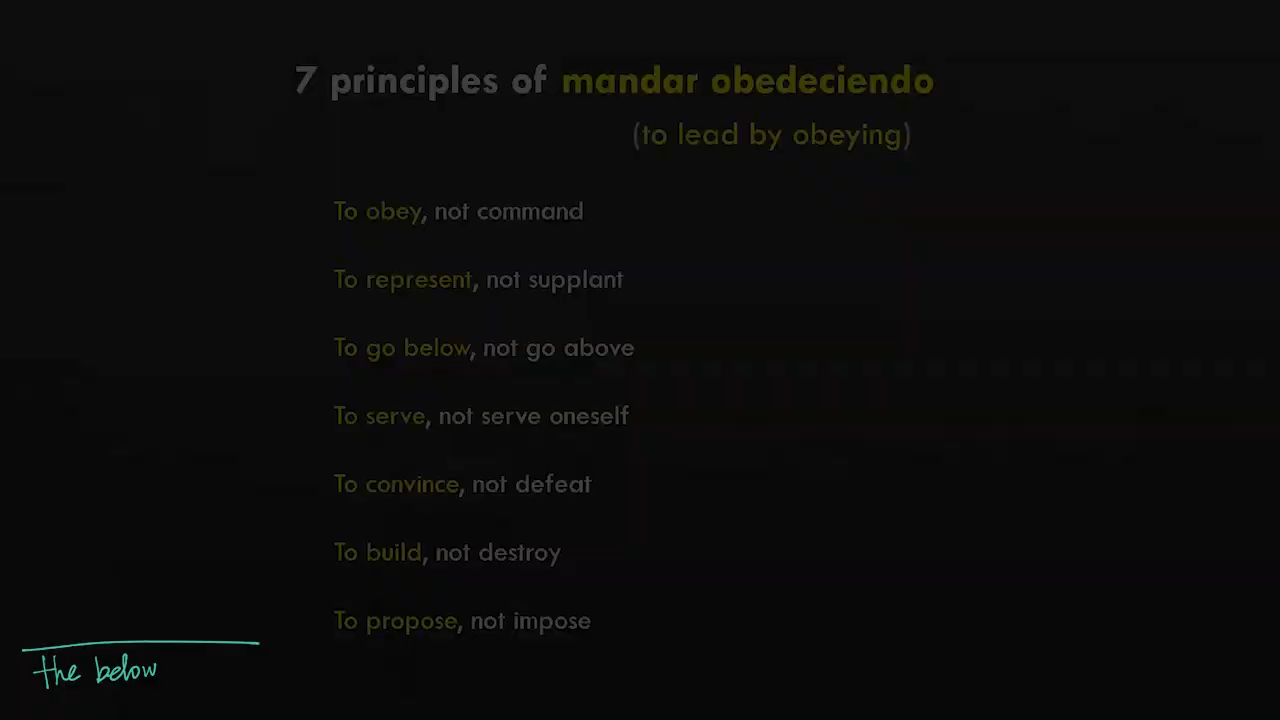 7 principles of mandar obedeciendo
(to lead by obeying)
To obey, not command
To represent, not supplant
To go below, not go above
To serve, not serve oneself
To convince, not defeat
To build, not destroy
To propose, not impose
the below